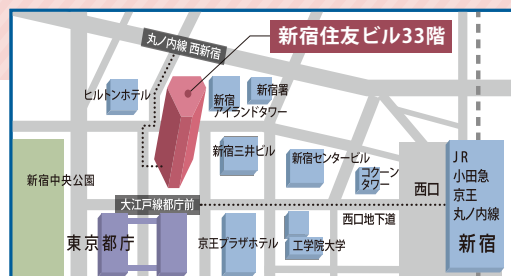 丸ノ内線 西新宿
新宿住友ビル33階
ヒルトンホテル
新宿
アイランドタワー
新宿署
新宿三井ビル
新宿センタービル
コクーン
タワー
新宿中央公園
大江戸線都庁前
西口
JR
小田急
京王
丸ノ内線
新宿
東京都庁
京王プラザホテル
西口地下道
工学院大学